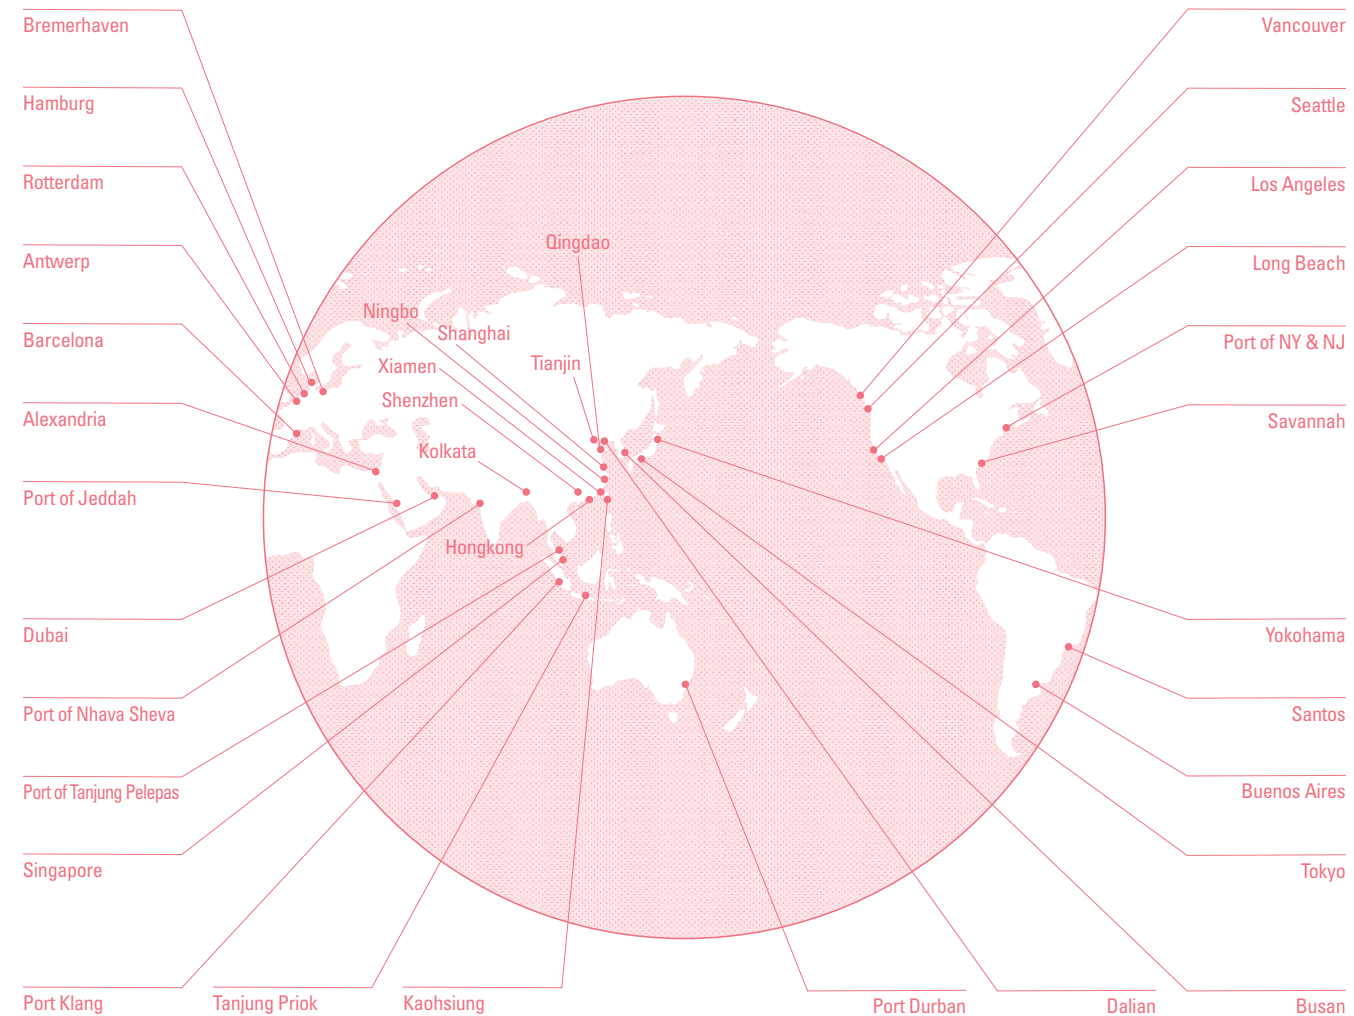 Bremerhaven
Hamburg
Rotterdam
Antwerp
Barcelona
Alexandria
Port of Jeddah
Dubai
Port of Nhava Sheva
Port of Tanjung Pelepas
Singapore
Port Klang
Tanjung Priok
Kaohsiung
Qingdao
Ningbo
Shanghai
Xiamen
Tianjin
Shenzhen
Kolkata
Hongkong
Vancouver
Seattle
Los Angeles
Long Beach
Port of NY & NJ
Savannah
Yokohama
Santos
Buenos Aires
Tokyo
Port Durban
Dalian
Busan